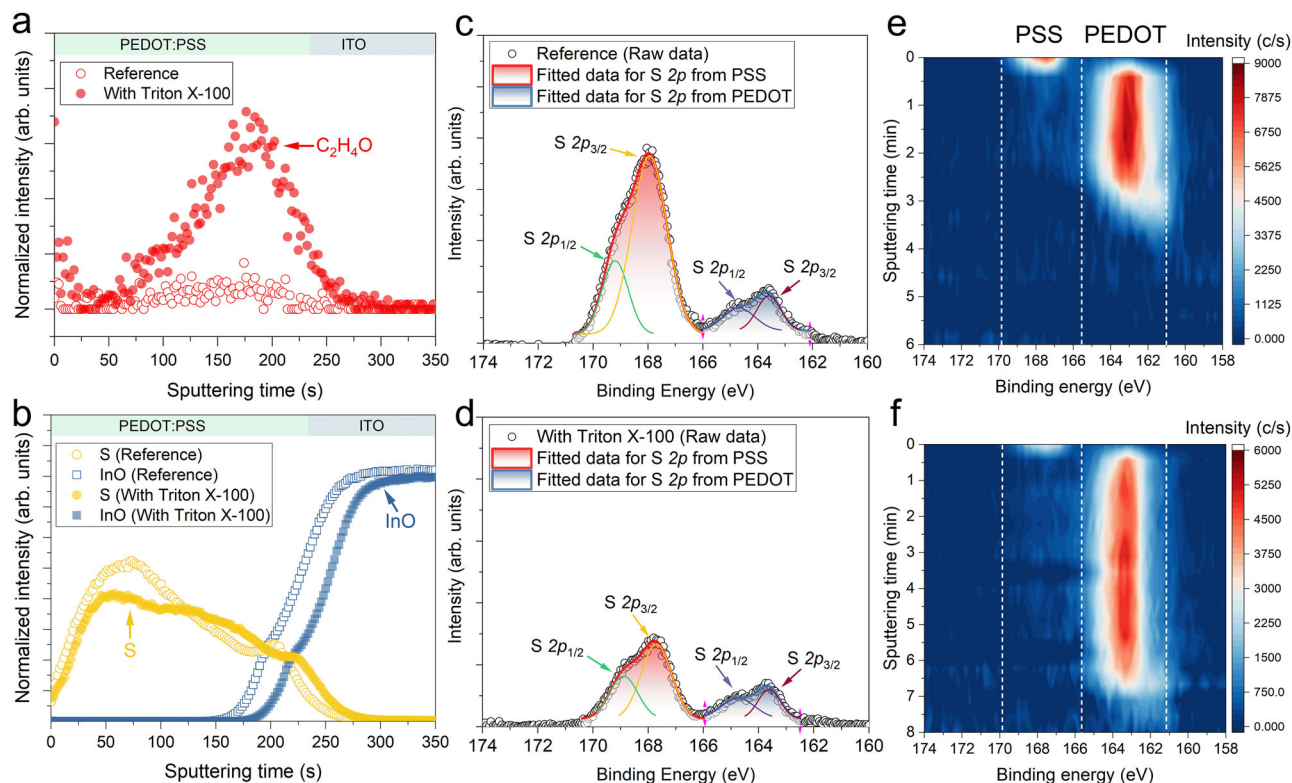 a
PEDOT:PSS ITO
Reference
With Triton X-100
C₂H₄O
Normalized intensity (arb. units)
0 50 100 150 200 250 300 350
Sputtering time (s)
b
PEDOT:PSS ITO
S (Reference)
InO (Reference)
S (With Triton X-100)
InO (With Triton X-100)
InO
S
Normalized intensity (arb. units)
0 50 100 150 200 250 300 350
Sputtering time (s)
c
Reference (Raw data)
Fitted data for S 2p from PSS
Fitted data for S 2p from PEDOT
S 2p₃/₂
S 2p₁/₂
S 2p₁/₂
S 2p₃/₂
Intensity (arb. units)
174 172 170 168 166 164 162 160
Binding Energy (eV)
d
With Triton X-100 (Raw data)
Fitted data for S 2p from PSS
Fitted data for S 2p from PEDOT
S 2p₃/₂
S 2p₁/₂
S 2p₁/₂
S 2p₃/₂
Intensity (arb. units)
174 172 170 168 166 164 162 160
Binding Energy (eV)
e
PSS PEDOT
Intensity (c/s)
9000
7875
6750
5625
4500
3375
2250
1125
0.000
Sputtering time (min)
0
1
2
3
4
5
6
174 172 170 168 166 164 162 160 158
Binding energy (eV)
f
Intensity (c/s)
6000
5250
4500
3750
3000
2250
1500
750.0
0.000
Sputtering time (min)
0
1
2
3
4
5
6
7
8
174 172 170 168 166 164 162 160 158
Binding energy (eV)